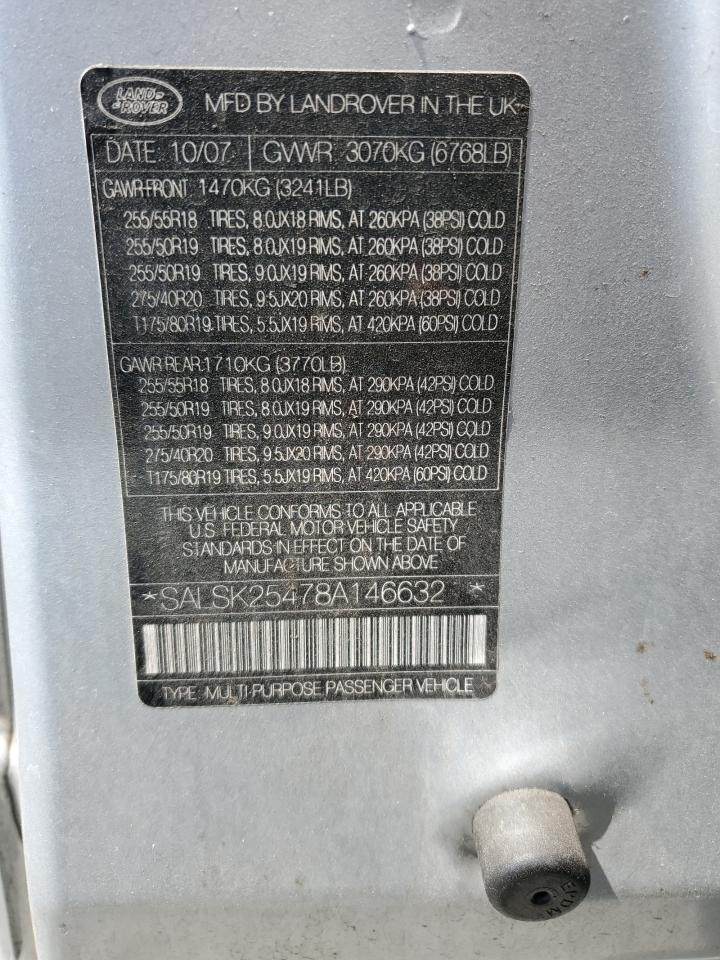 LAND-
-ROVER
MFD BY LANDROVER IN THE UK
DATE 10/07 GVWR 3070KG (6768LB)
GAWR-FRONT 1470KG (3241LB)
255/55R18 TIRES, 8.0JX18 RIMS, AT 260KPA (38PSI) COLD
255/50R19 TIRES, 8.0JX19 RIMS, AT 260KPA (38PSI) COLD
255/50R19 TIRES, 9.0JX19 RIMS, AT 260KPA (38PSI) COLD
275/40R20 TIRES, 9.5JX20 RIMS, AT 260KPA (38PSI) COLD
T175/80R19 TIRES, 5.5JX19 RIMS, AT 420KPA (60PSI) COLD
GAWR REAR 1710KG (3770LB)
255/55R18 TIRES, 8.0JX18 RIMS, AT 290KPA (42PSI) COLD
255/50R19 TIRES, 8.0JX19 RIMS, AT 290KPA (42PSI) COLD
255/50R19 TIRES, 9.0JX19 RIMS, AT 290KPA (42PSI) COLD
275/40R20 TIRES, 9.5JX20 RIMS, AT 290KPA (42PSI) COLD
T175/80R19 TIRES, 5.5JX19 RIMS, AT 420KPA (60PSI) COLD
THIS VEHICLE CONFORMS TO ALL APPLICABLE
U.S. FEDERAL MOTOR VEHICLE SAFETY
STANDARDS IN EFFECT ON THE DATE OF
MANUFACTURE SHOWN ABOVE
*SALSK25478A146632*
TYPE: MULTI PURPOSE PASSENGER VEHICLE